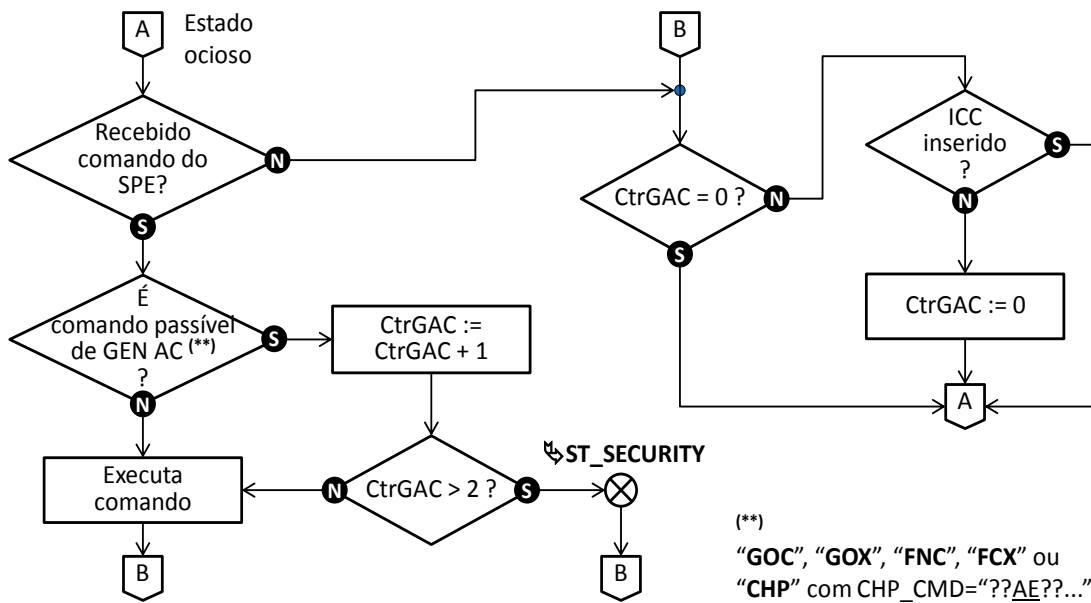 A
Estado
ocioso
Recebido
comando do
SPE?
N
S
É
comando passível
de GEN AC (**)
?
S
N
CtrGAC :=
CtrGAC + 1
Executa
comando
N
CtrGAC > 2 ?
S
ST_SECURITY
B
B
B
CtrGAC = 0 ?
N
S
ICC
inserido
?
S
N
CtrGAC := 0
A
(**)
“GOC”, “GOX”, “FNC”, “FCX” ou
“CHP” com CHP_CMD=“??AE??...”